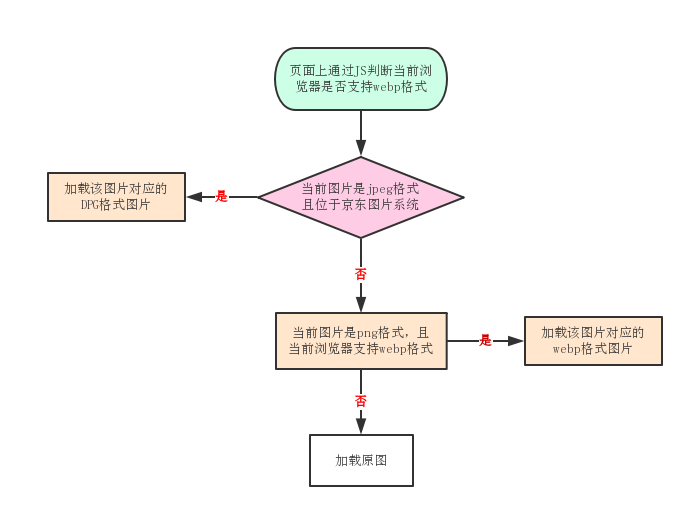 页面上通过JS判断当前浏
览器是否支持webp格式
当前图片是jpeg格式
且位于京东图片系统
是
加载该图片对应的
DPG格式图片
否
当前图片是png格式，且
当前浏览器支持webp格式
是
加载该图片对应的
webp格式图片
否
加载原图